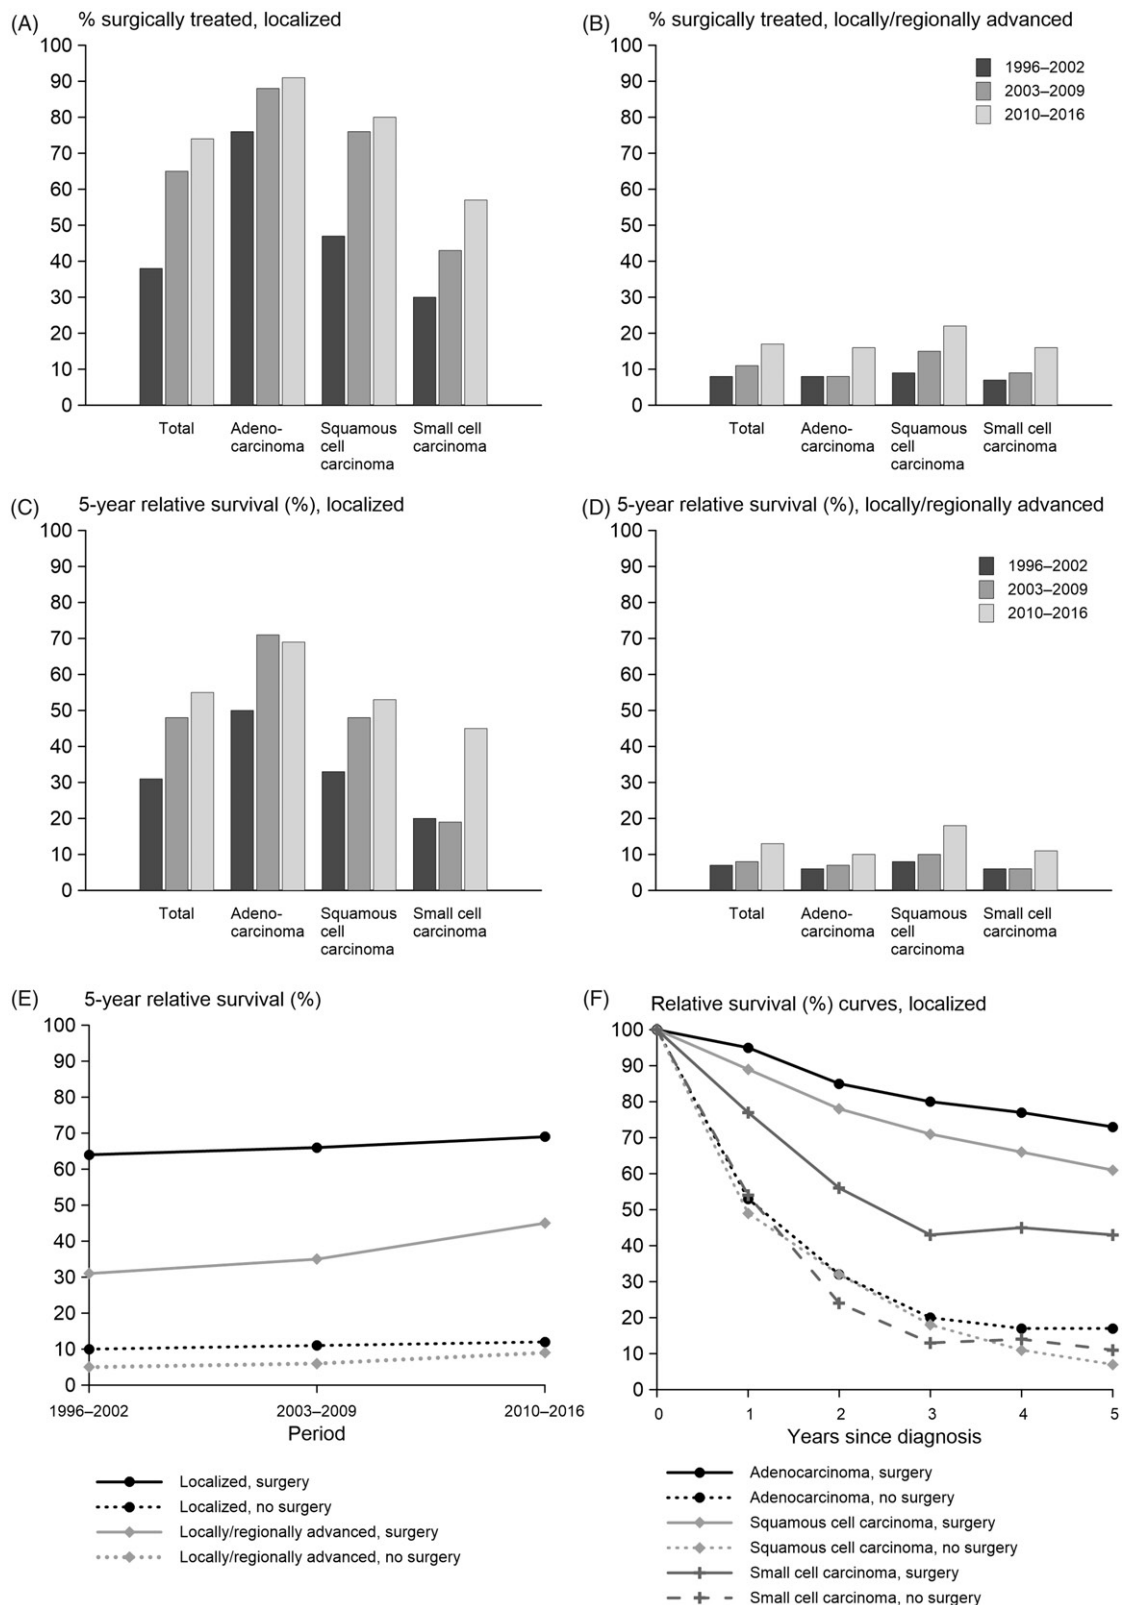 (A) % surgically treated, localized
100
90
80
70
60
50
40
30
20
10
0
Total
Adeno-
carcinoma
Squamous
cell
carcinoma
Small cell
carcinoma
(B) % surgically treated, locally/regionally advanced
100
90
80
70
60
50
40
30
20
10
0
1996–2002
2003–2009
2010–2016
Total
Adeno-
carcinoma
Squamous
cell
carcinoma
Small cell
carcinoma
(C) 5-year relative survival (%), localized
100
90
80
70
60
50
40
30
20
10
0
Total
Adeno-
carcinoma
Squamous
cell
carcinoma
Small cell
carcinoma
(D) 5-year relative survival (%), locally/regionally advanced
100
90
80
70
60
50
40
30
20
10
0
1996–2002
2003–2009
2010–2016
Total
Adeno-
carcinoma
Squamous
cell
carcinoma
Small cell
carcinoma
(E) 5-year relative survival (%)
100
90
80
70
60
50
40
30
20
10
0
1996–2002 2003–2009 2010–2016
Period
Localized, surgery
Localized, no surgery
Locally/regionally advanced, surgery
Locally/regionally advanced, no surgery
(F) Relative survival (%) curves, localized
100
90
80
70
60
50
40
30
20
10
0
0 1 2 3 4 5
Years since diagnosis
Adenocarcinoma, surgery
Adenocarcinoma, no surgery
Squamous cell carcinoma, surgery
Squamous cell carcinoma, no surgery
Small cell carcinoma, surgery
Small cell carcinoma, no surgery